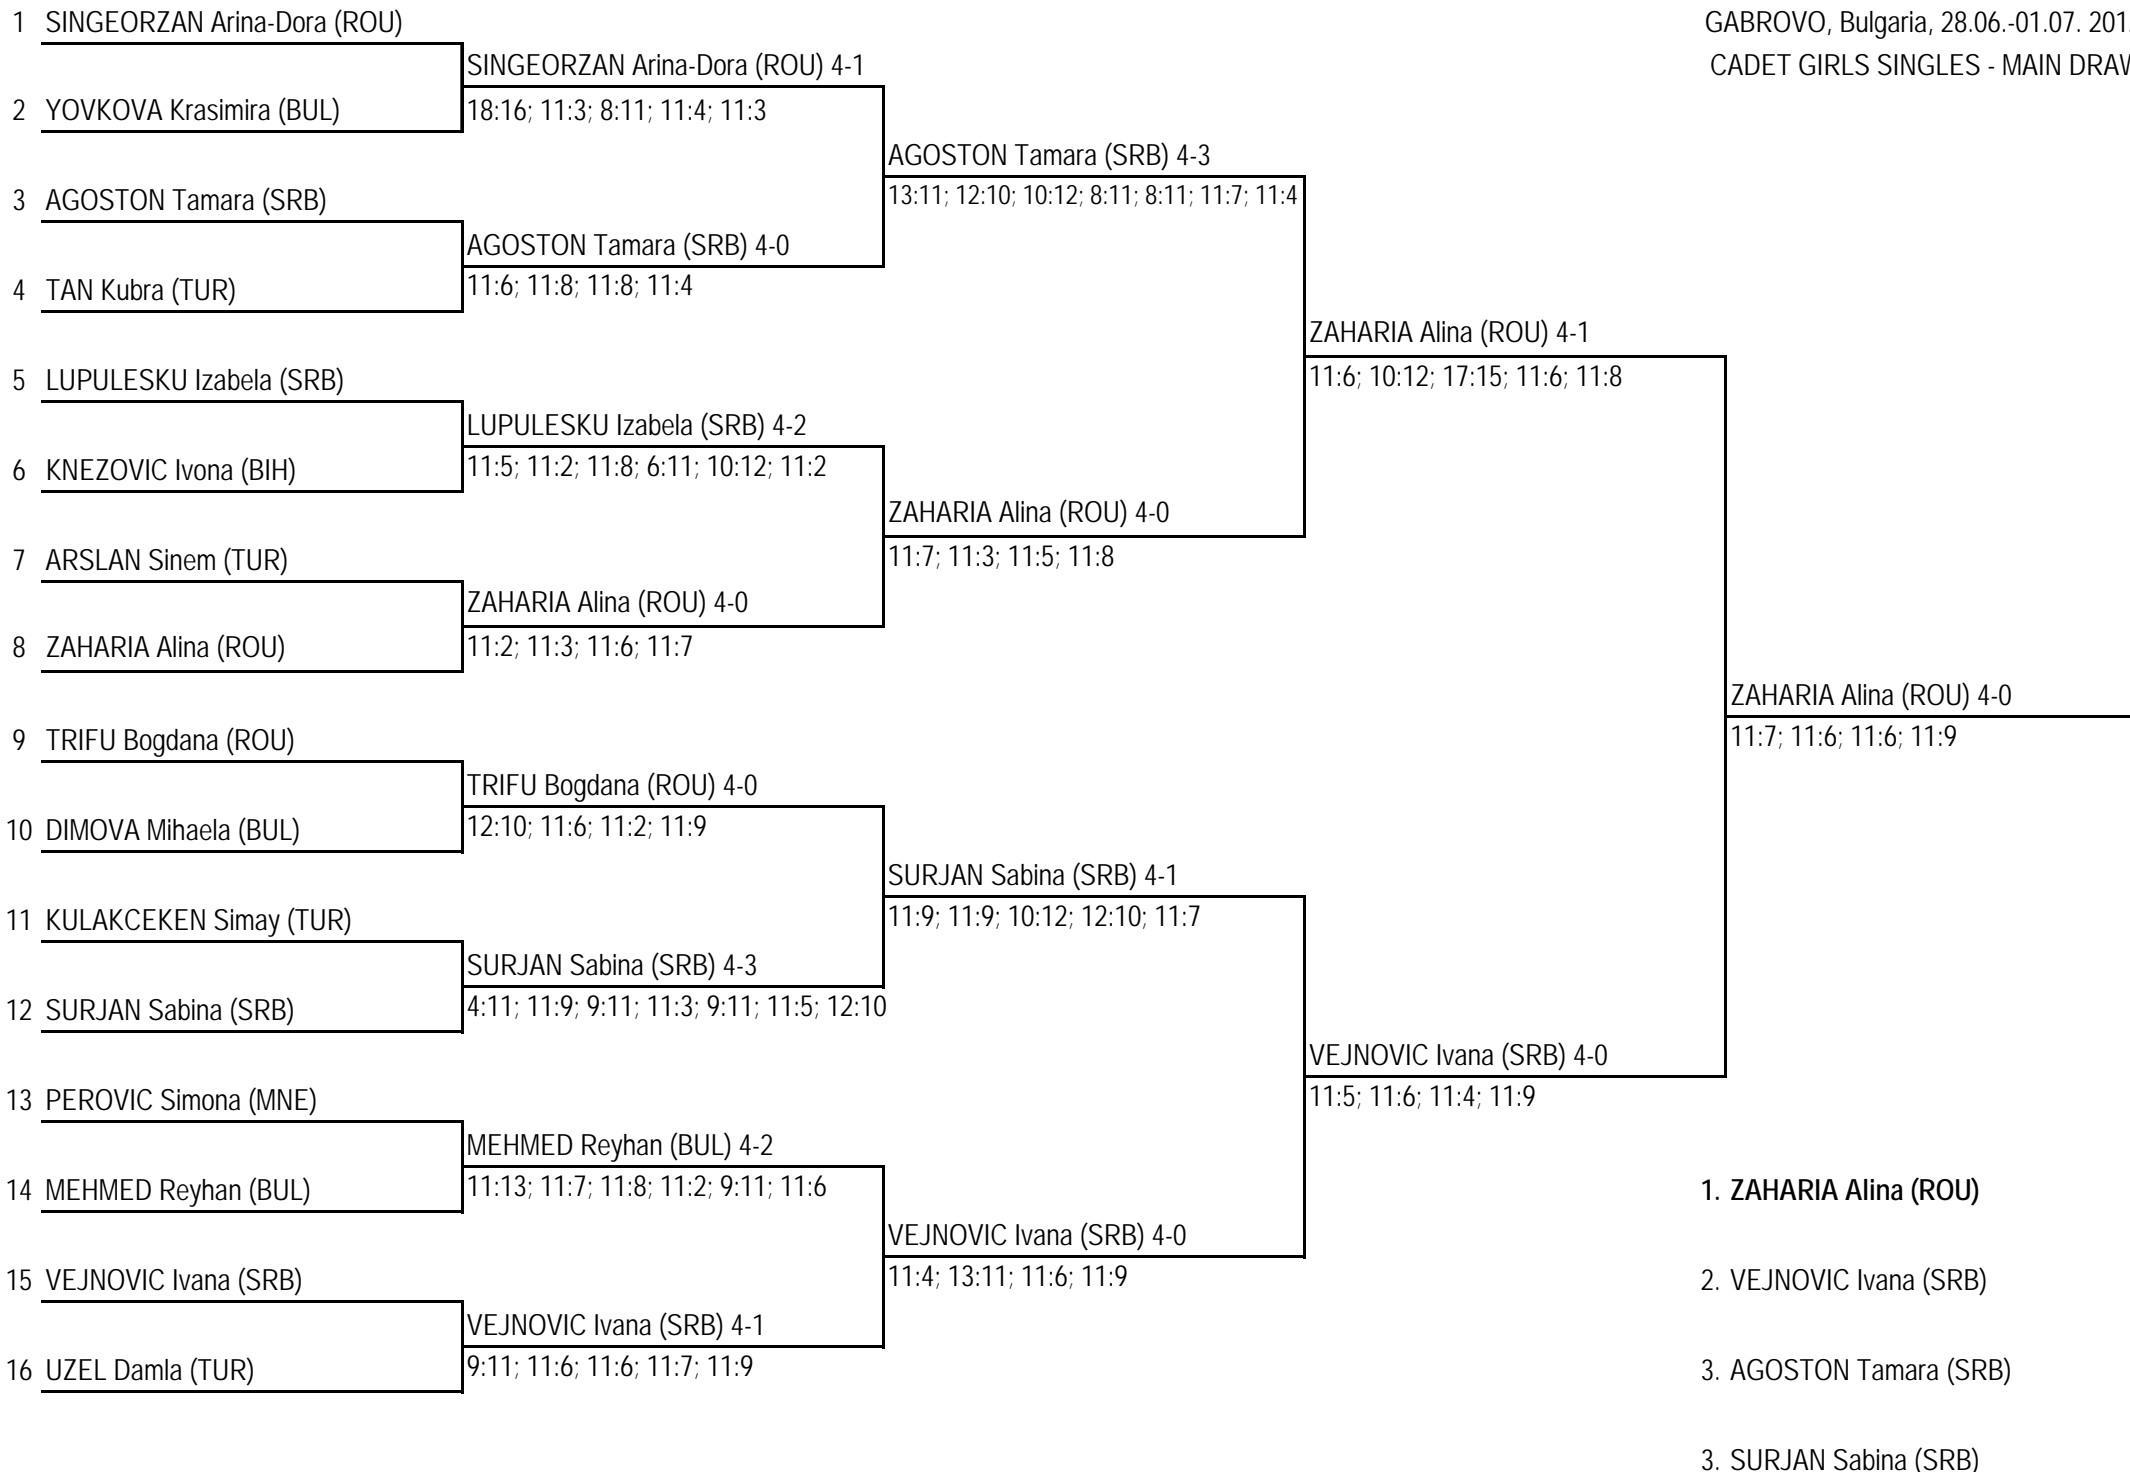 1 SINGEORZAN Arina-Dora (ROU)
GABROVO, Bulgaria, 28.06.-01.07. 201
SINGEORZAN Arina-Dora (ROU) 4-1
CADET GIRLS SINGLES - MAIN DRAW
2 YOVKOVA Krasimira (BUL)
18:16; 11:3; 8:11; 11:4; 11:3
AGOSTON Tamara (SRB) 4-3
3 AGOSTON Tamara (SRB)
13:11; 12:10; 10:12; 8:11; 8:11; 11:7; 11:4
AGOSTON Tamara (SRB) 4-0
4 TAN Kubra (TUR)
11:6; 11:8; 11:8; 11:4
ZAHARIA Alina (ROU) 4-1
5 LUPULESKU Izabela (SRB)
11:6; 10:12; 17:15; 11:6; 11:8
LUPULESKU Izabela (SRB) 4-2
6 KNEZOVIC Ivona (BIH)
11:5; 11:2; 11:8; 6:11; 10:12; 11:2
ZAHARIA Alina (ROU) 4-0
7 ARSLAN Sinem (TUR)
11:7; 11:3; 11:5; 11:8
ZAHARIA Alina (ROU) 4-0
8 ZAHARIA Alina (ROU)
11:2; 11:3; 11:6; 11:7
ZAHARIA Alina (ROU) 4-0
9 TRIFU Bogdana (ROU)
11:7; 11:6; 11:6; 11:9
TRIFU Bogdana (ROU) 4-0
10 DIMOVA Mihaela (BUL)
12:10; 11:6; 11:2; 11:9
SURJAN Sabina (SRB) 4-1
11 KULAKCEKEN Simay (TUR)
11:9; 11:9; 10:12; 12:10; 11:7
SURJAN Sabina (SRB) 4-3
12 SURJAN Sabina (SRB)
4:11; 11:9; 9:11; 11:3; 9:11; 11:5; 12:10
VEJNOVIC Ivana (SRB) 4-0
13 PEROVIC Simona (MNE)
11:5; 11:6; 11:4; 11:9
MEHMED Reyhan (BUL) 4-2
14 MEHMED Reyhan (BUL)
11:13; 11:7; 11:8; 11:2; 9:11; 11:6
1. ZAHARIA Alina (ROU)
VEJNOVIC Ivana (SRB) 4-0
15 VEJNOVIC Ivana (SRB)
11:4; 13:11; 11:6; 11:9
2. VEJNOVIC Ivana (SRB)
VEJNOVIC Ivana (SRB) 4-1
16 UZEL Damla (TUR)
9:11; 11:6; 11:6; 11:7; 11:9
3. AGOSTON Tamara (SRB)
3. SURJAN Sabina (SRB)